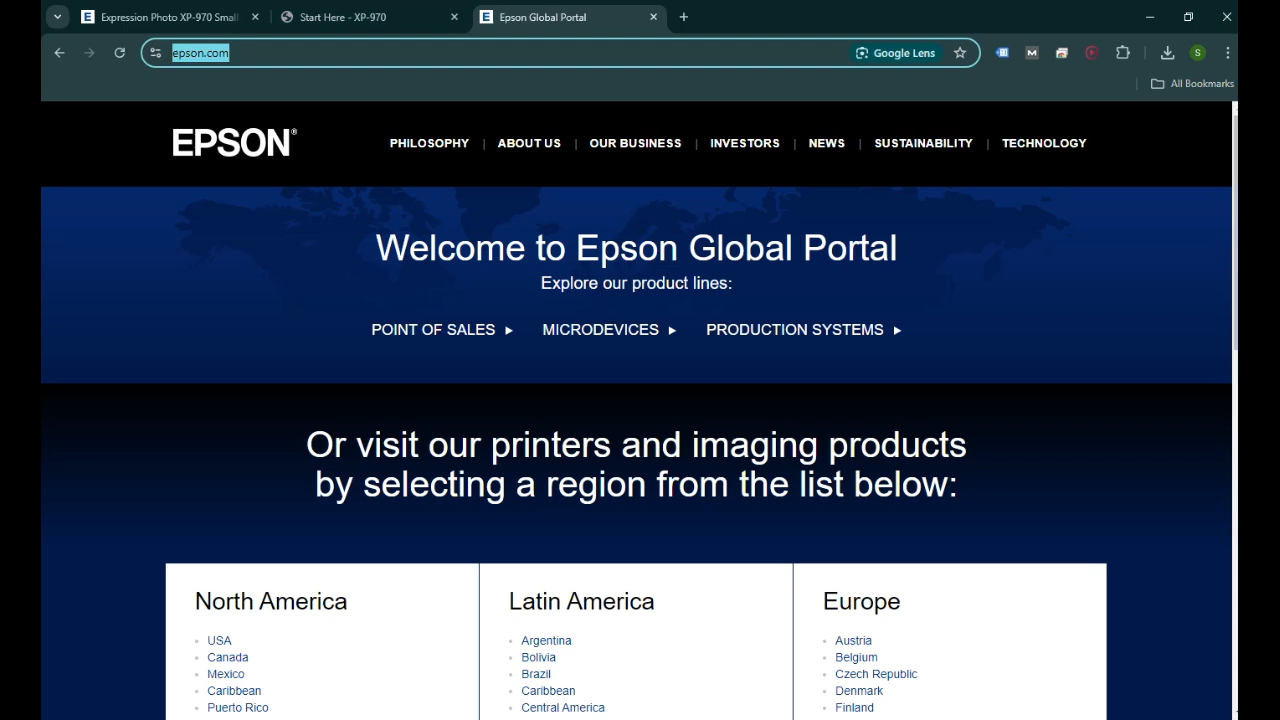 Expression Photo XP-970 Small
Start Here - XP-970
E Epson Global Portal
epson.com
Google Lens
M
S
All Bookmarks
EPSON®
PHILOSOPHY | ABOUT US | OUR BUSINESS | INVESTORS | NEWS | SUSTAINABILITY | TECHNOLOGY
Welcome to Epson Global Portal
Explore our product lines:
POINT OF SALES MICRODEVICES PRODUCTION SYSTEMS
Or visit our printers and imaging products
by selecting a region from the list below:
North America
USA
Canada
Mexico
Caribbean
Puerto Rico
Latin America
Argentina
Bolivia
Brazil
Caribbean
Central America
Europe
Austria
Belgium
Czech Republic
Denmark
Finland